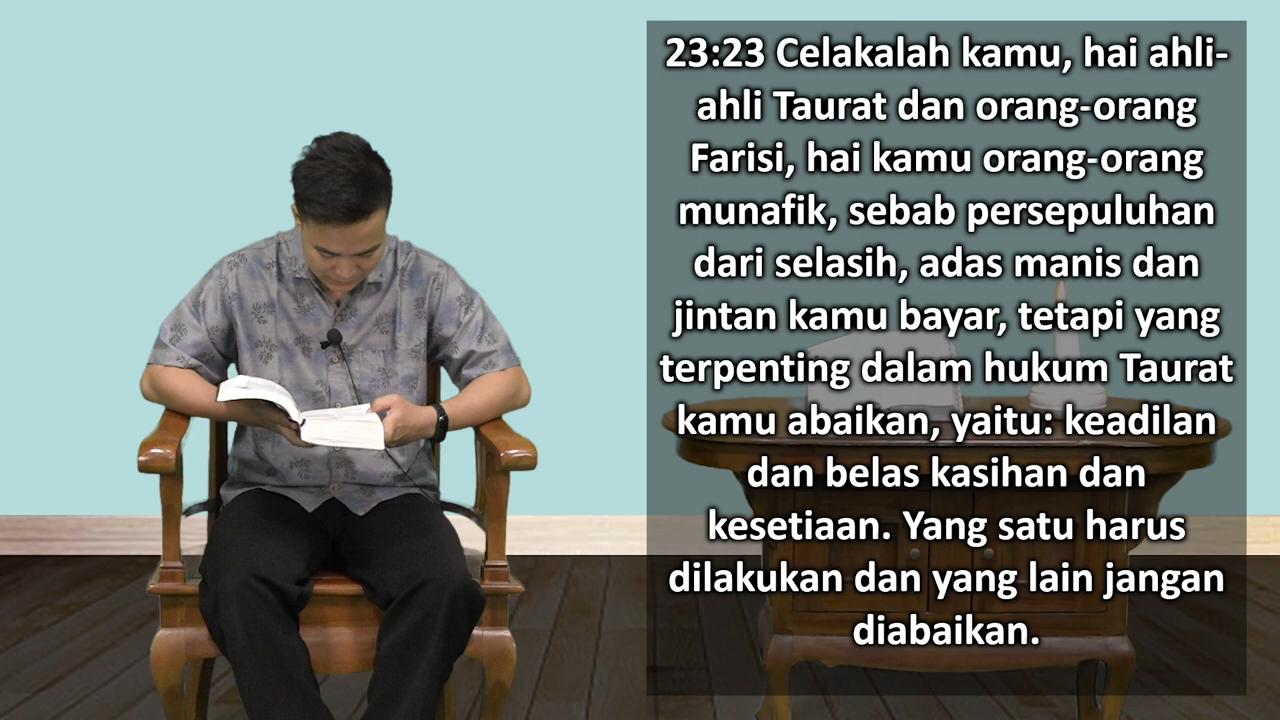 23:23 Celakalah kamu, hai ahli-
ahli Taurat dan orang-orang
Farisi, hai kamu orang-orang
munafik, sebab persepuluhan
dari selasih, adas manis dan
jintan kamu bayar, tetapi yang
terpenting dalam hukum Taurat
kamu abaikan, yaitu: keadilan
dan belas kasihan dan
kesetiaan. Yang satu harus
dilakukan dan yang lain jangan
diabaikan.